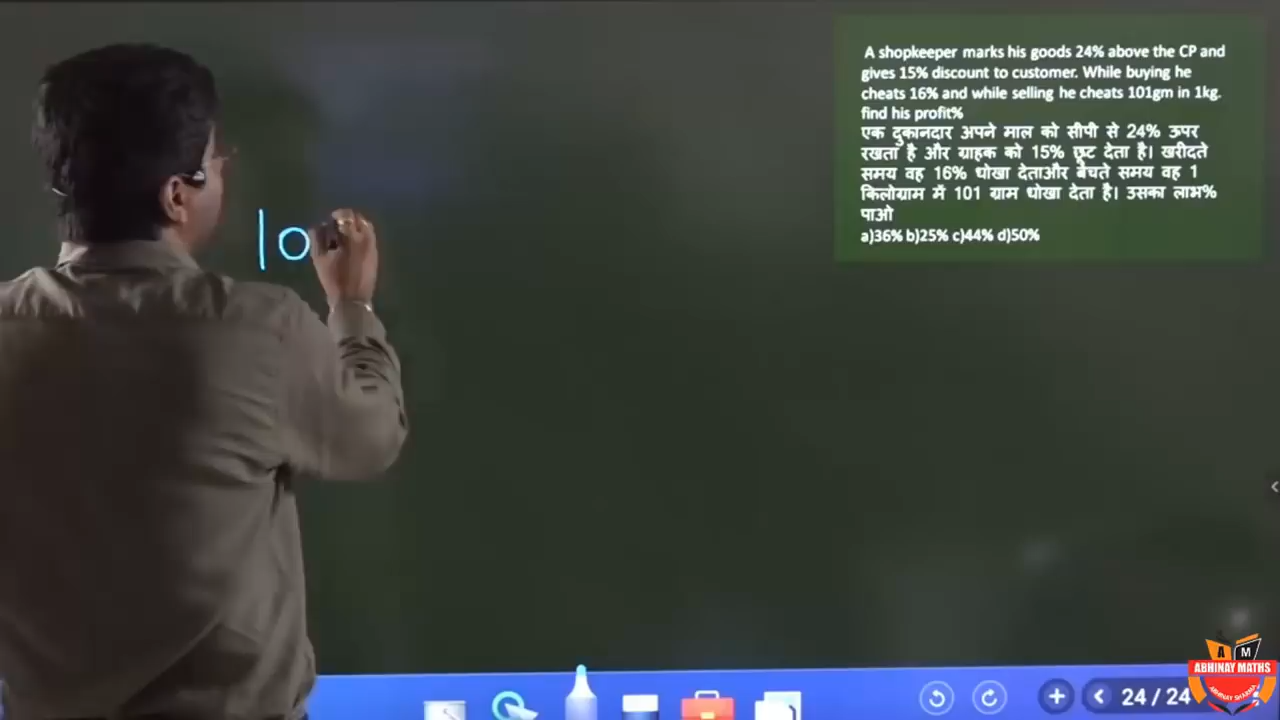 A shopkeeper marks his goods 24% above the CP and
gives 15% discount to customer. While buying he
cheats 16% and while selling he cheats 101gm in 1kg.
find his profit%
एक दुकानदार अपने माल को सीपी से 24% ऊपर
रखता है और ग्राहक को 15% छूट देता है। खरीदते
समय वह 16% धोखा देताऔर बेचते समय वह 1
किलोग्राम में 101 ग्राम धोखा देता है। उसका लाभ%
पाओ
a)36% b)25% c)44% d)50%
10
24 / 24
A M
ABHINAY MATHS
ABHINAY SHARMA